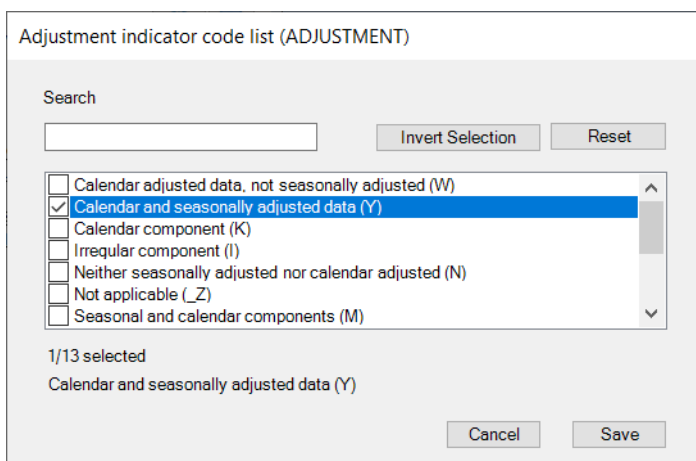 Adjustment indicator code list (ADJUSTMENT)
Search
Invert Selection
Reset
Calendar adjusted data, not seasonally adjusted (W)
Calendar and seasonally adjusted data (Y)
Calendar component (K)
Irregular component (I)
Neither seasonally adjusted nor calendar adjusted (N)
Not applicable (_Z)
Seasonal and calendar components (M)
1/13 selected
Calendar and seasonally adjusted data (Y)
Cancel
Save